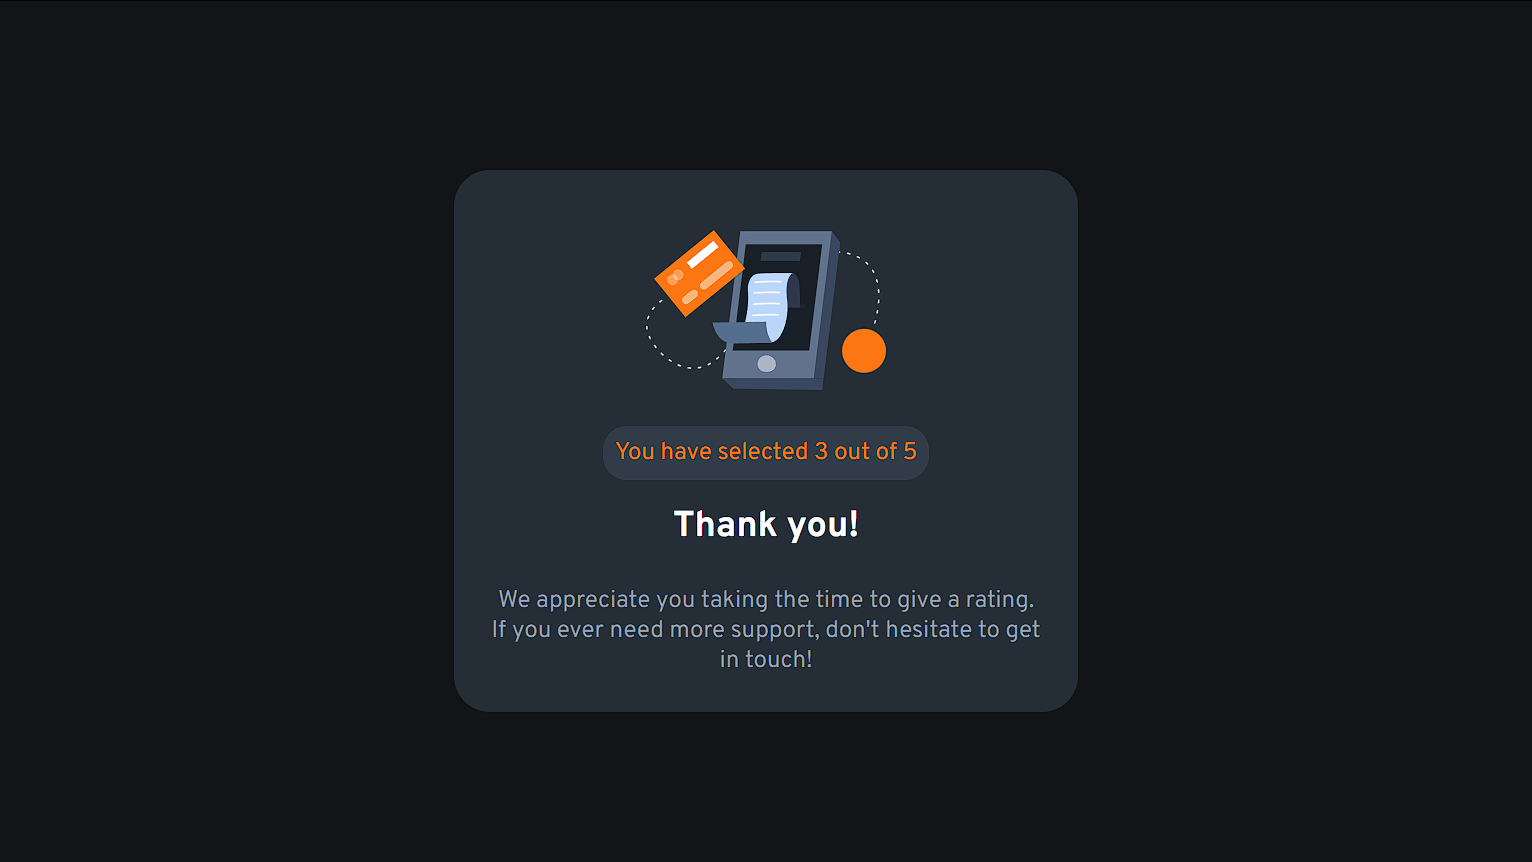 You have selected 3 out of 5
Thank you!
We appreciate you taking the time to give a rating.
If you ever need more support, don't hesitate to get
in touch!